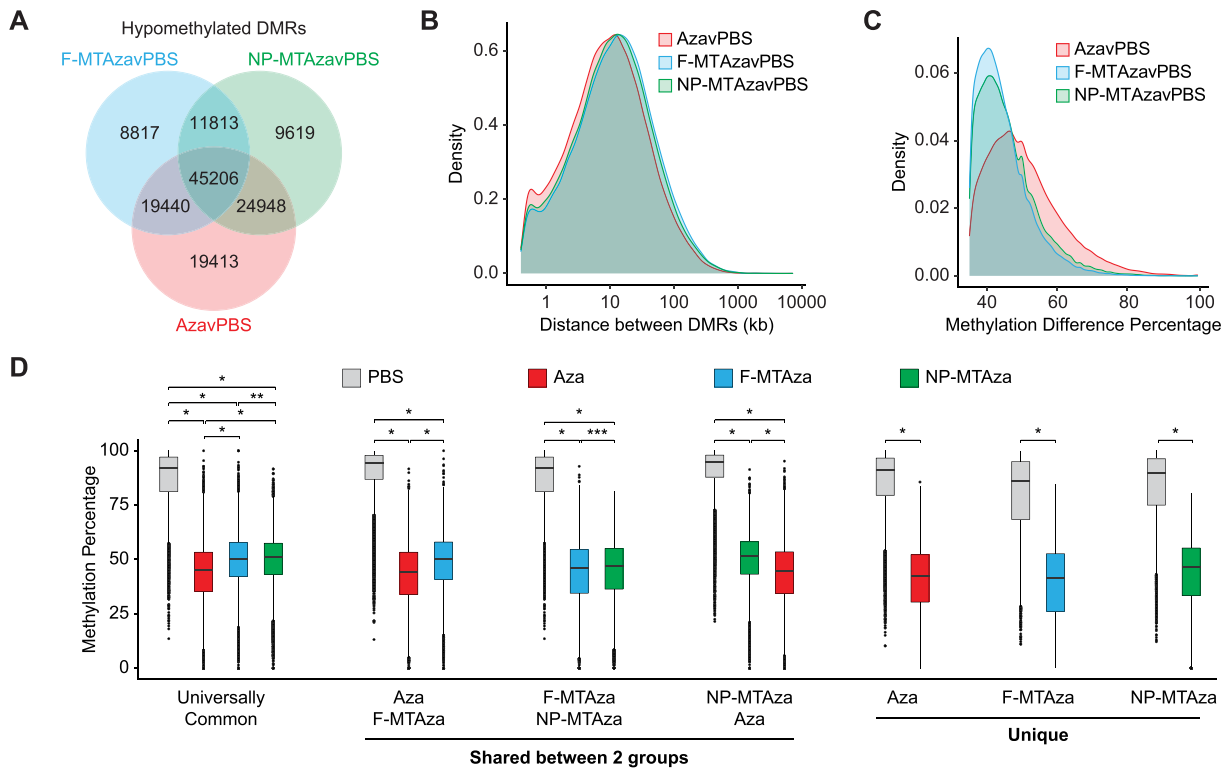 A
Hypomethylated DMRs
F-MTAzavPBS
NP-MTAzavPBS
8817
11813
9619
45206
19440
24948
19413
AzavPBS
B
0.6
0.4
0.2
0.0
Density
AzavPBS
F-MTAzavPBS
NP-MTAzavPBS
1
10
100
1000
10000
Distance between DMRs (kb)
C
0.06
0.04
0.02
0.00
Density
AzavPBS
F-MTAzavPBS
NP-MTAzavPBS
40
60
80
100
Methylation Difference Percentage
D
PBS
Aza
F-MTAza
NP-MTAza
Methylation Percentage
100
75
50
25
0
*
* **
* *
*
*
* *
*
* ***
*
* *
*
*
*
Universally
Common
Aza
F-MTAza
F-MTAza
NP-MTAza
NP-MTAza
Aza
Shared between 2 groups
Aza
F-MTAza
NP-MTAza
Unique